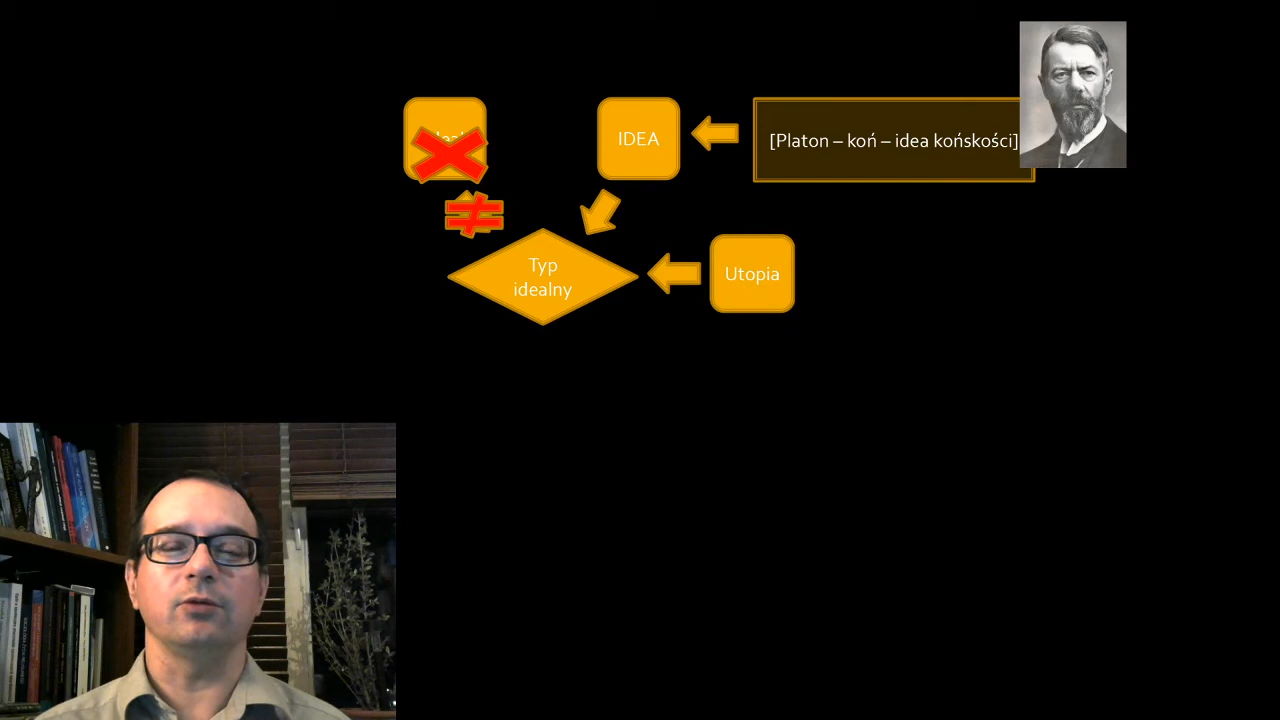 IDEA
[Platon – koń – idea końskości]
Typ
idealny
Utopia